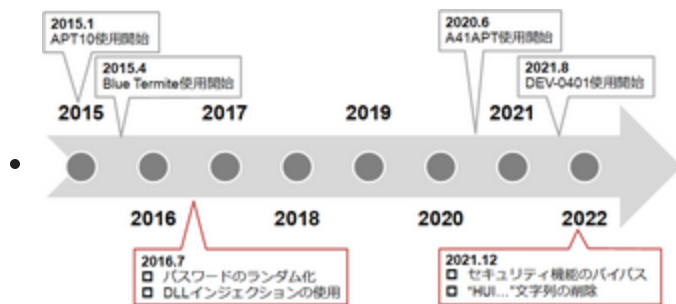 2015.1
APT10使用開始
2015.4
Blue Termite使用開始
2020.6
A41APT使用開始
2021.8
DEV-0401使用開始
2015
2017
2019
2021
2016
2018
2020
2022
2016.7
パスワードのランダム化
DLLインジェクションの使用
2021.12
セキュリティ機能のバイパス
"HUI..."文字列の削除